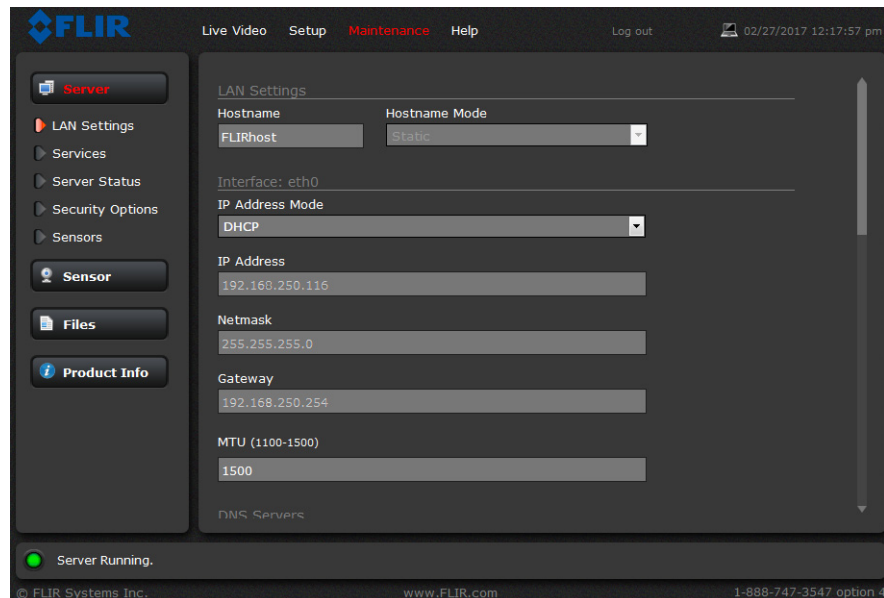 FLIR
Live Video Setup Maintenance Help Log out 02/27/2017 12:17:57 pm
Server
LAN Settings
Services
Server Status
Security Options
Sensors
Sensor
Files
Product Info
LAN Settings
Hostname Hostname Mode
FLIRhost Static
Interface: eth0
IP Address Mode
DHCP
IP Address
192.168.250.116
Netmask
255.255.255.0
Gateway
192.168.250.254
MTU (1100-1500)
1500
DNS Servers
Server Running.
© FLIR Systems Inc. www.FLIR.com 1-888-747-3547 option 4